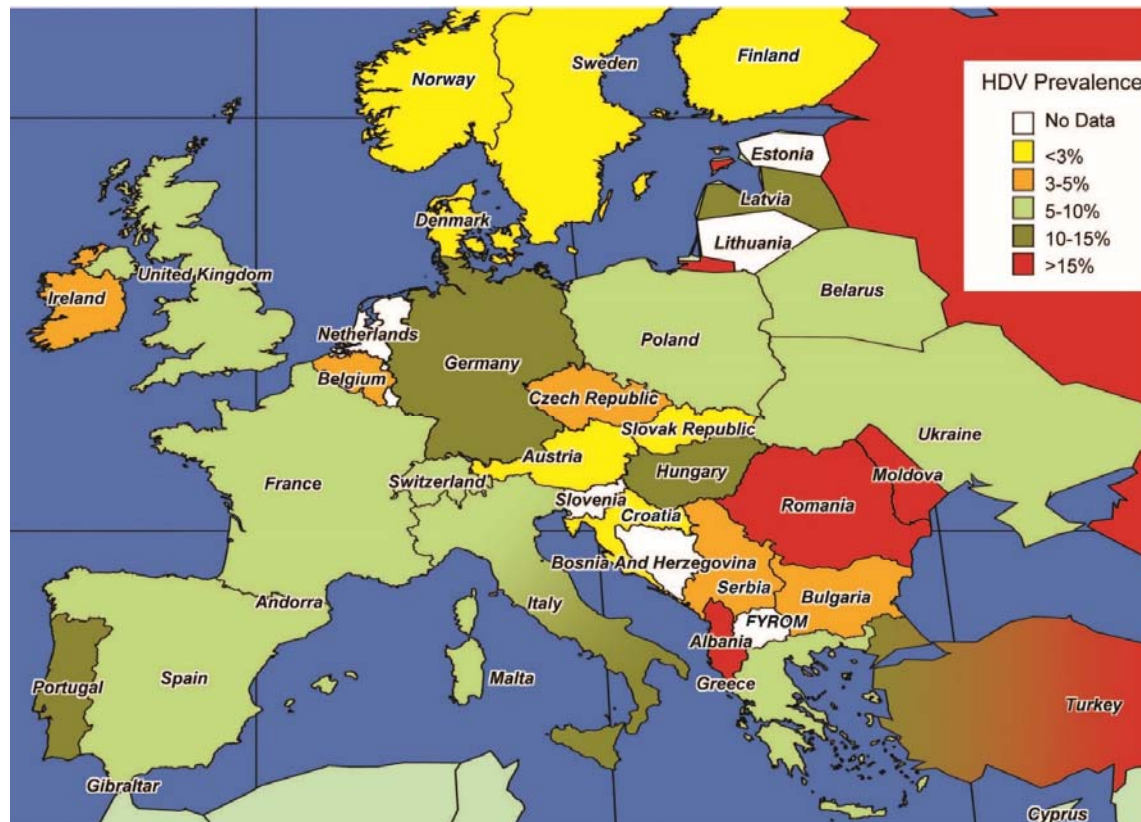 Norway
Sweden
Finland
HDV Prevalence
No Data
<3%
3-5%
5-10%
10-15%
>15%
Estonia
Latvia
Lithuania
Denmark
Belarus
United Kingdom
Ireland
Netherlands
Poland
Germany
Belgium
Czech Republic
Slovak Republic
Ukraine
Austria
Hungary
Moldova
France
Switzerland
Slovenia
Romania
Croatia
Bosnia And Herzegovina
Serbia
Bulgaria
Andorra
Italy
FYROM
Albania
Portugal
Spain
Malta
Greece
Turkey
Gibraltar
Cyprus